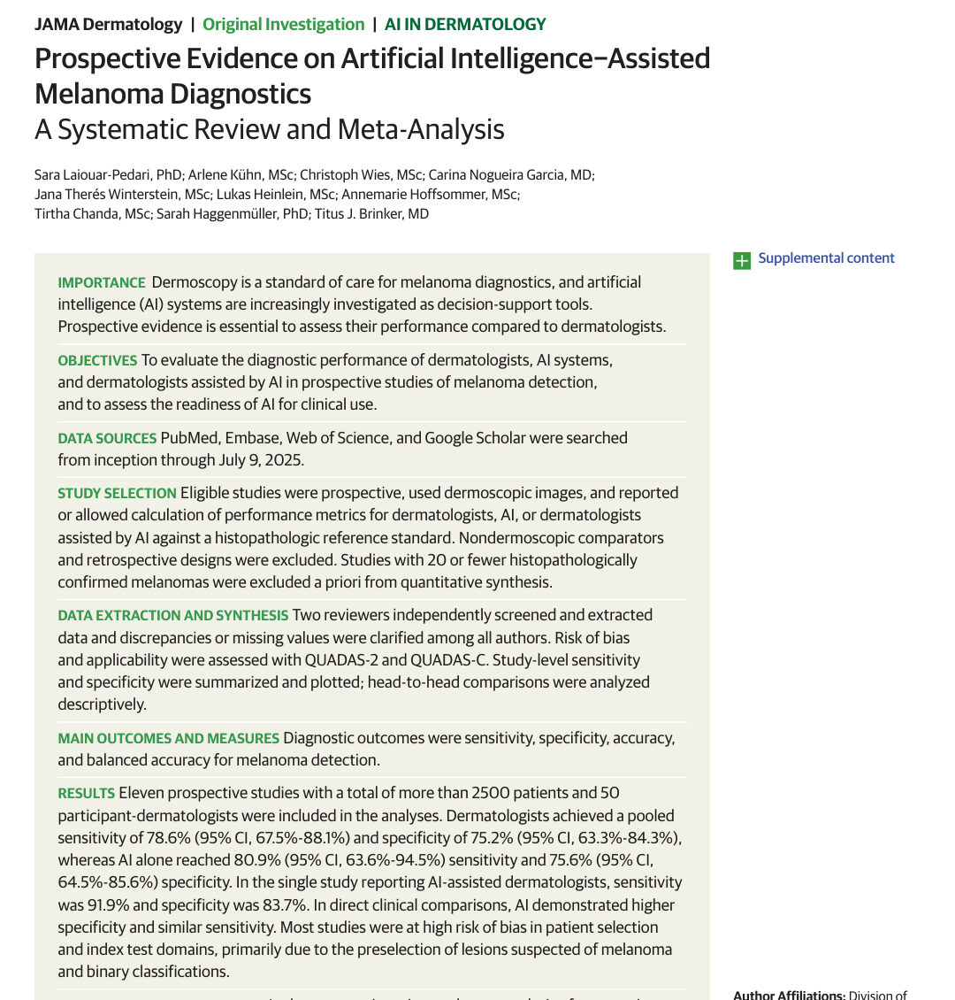 JAMA Dermatology | Original Investigation | AI IN DERMATOLOGY
Prospective Evidence on Artificial Intelligence–Assisted
Melanoma Diagnostics
A Systematic Review and Meta-Analysis
Sara Laiouar-Pedari, PhD; Arlene Kühn, MSc; Christoph Wies, MSc; Carina Nogueira Garcia, MD;
Jana Therés Winterstein, MSc; Lukas Heinlein, MSc; Annemarie Hoffsommer, MSc;
Tirtha Chanda, MSc; Sarah Haggenmüller, PhD; Titus J. Brinker, MD
Supplemental content
IMPORTANCE Dermoscopy is a standard of care for melanoma diagnostics, and artificial
intelligence (AI) systems are increasingly investigated as decision-support tools.
Prospective evidence is essential to assess their performance compared to dermatologists.
OBJECTIVES To evaluate the diagnostic performance of dermatologists, AI systems,
and dermatologists assisted by AI in prospective studies of melanoma detection,
and to assess the readiness of AI for clinical use.
DATA SOURCES PubMed, Embase, Web of Science, and Google Scholar were searched
from inception through July 9, 2025.
STUDY SELECTION Eligible studies were prospective, used dermoscopic images, and reported
or allowed calculation of performance metrics for dermatologists, AI, or dermatologists
assisted by AI against a histopathologic reference standard. Nondermoscopic comparators
and retrospective designs were excluded. Studies with 20 or fewer histopathologically
confirmed melanomas were excluded a priori from quantitative synthesis.
DATA EXTRACTION AND SYNTHESIS Two reviewers independently screened and extracted
data and discrepancies or missing values were clarified among all authors. Risk of bias
and applicability were assessed with QUADAS-2 and QUADAS-C. Study-level sensitivity
and specificity were summarized and plotted; head-to-head comparisons were analyzed
descriptively.
MAIN OUTCOMES AND MEASURES Diagnostic outcomes were sensitivity, specificity, accuracy,
and balanced accuracy for melanoma detection.
RESULTS Eleven prospective studies with a total of more than 2500 patients and 50
participant-dermatologists were included in the analyses. Dermatologists achieved a pooled
sensitivity of 78.6% (95% CI, 67.5%-88.1%) and specificity of 75.2% (95% CI, 63.3%-84.3%),
whereas AI alone reached 80.9% (95% CI, 63.6%-94.5%) sensitivity and 75.6% (95% CI,
64.5%-85.6%) specificity. In the single study reporting AI-assisted dermatologists, sensitivity
was 91.9% and specificity was 83.7%. In direct clinical comparisons, AI demonstrated higher
specificity and similar sensitivity. Most studies were at high risk of bias in patient selection
and index test domains, primarily due to the preselection of lesions suspected of melanoma
and binary classifications.
Author Affiliations: Division of